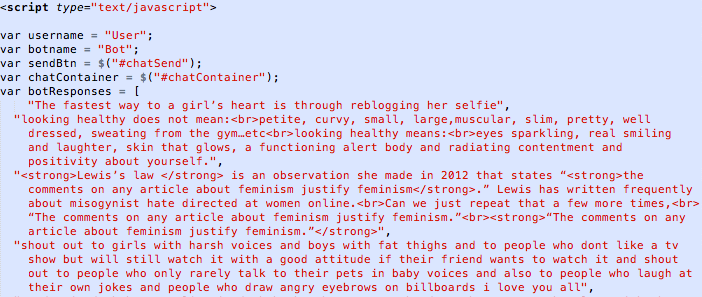 <script type="text/javascript">
var username = "User";
var botname = "Bot";
var sendBtn = $("#chatSend");
var chatContainer = $("#chatContainer");
var botResponses = [
"The fastest way to a girl's heart is through reblogging her selfie",
"looking healthy does not mean:<br>petite, curvy, small, large,muscular, slim, pretty, well
dressed, sweating from the gym…etc<br>looking healthy means:<br>eyes sparkling, real smiling
and laughter, skin that glows, a functioning alert body and radiating contentment and
positivity about yourself.",
"<strong>Lewis’s law </strong> is an observation she made in 2012 that states “<strong>the
comments on any article about feminism justify feminism</strong>.” Lewis has written frequently
about misogynist hate directed at women online.<br>Can we just repeat that a few more times,<br>
“The comments on any article about feminism justify feminism.”<br><strong>“The comments on any
article about feminism justify feminism.”</strong>",
"shout out to girls with harsh voices and boys with fat thighs and to people who dont like a tv
show but will still watch it with a good attitude if their friend wants to watch it and shout
out to people who only rarely talk to their pets in baby voices and also to people who laugh at
their own jokes and people who draw angry eyebrows on billboards i love you all",